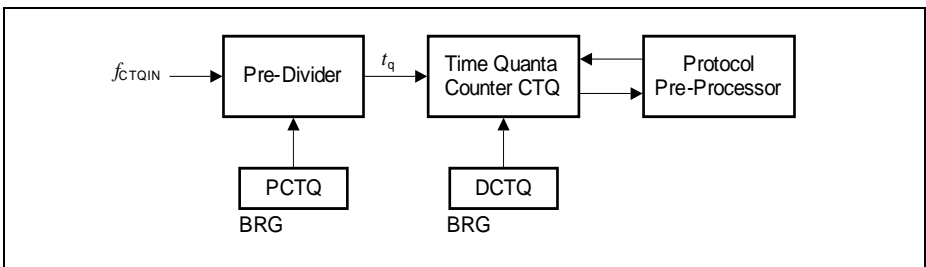 fCTQIN
Pre-Divider
tq
Time Quanta
Counter CTQ
Protocol
Pre-Processor
PCTQ
BRG
DCTQ
BRG